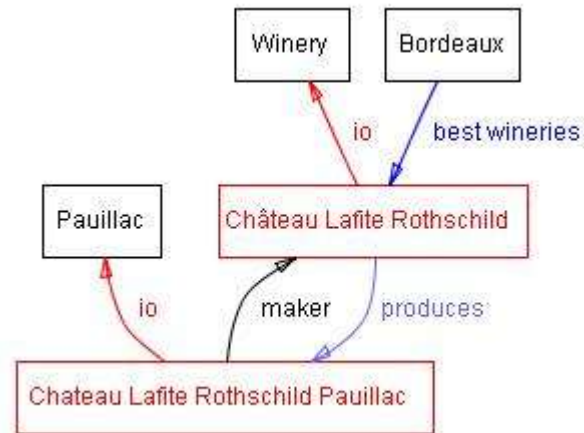 Winery
Bordeaux
io
best wineries
Pauillac
Château Lafite Rothschild
io
maker
produces
Chateau Lafite Rothschild Pauillac